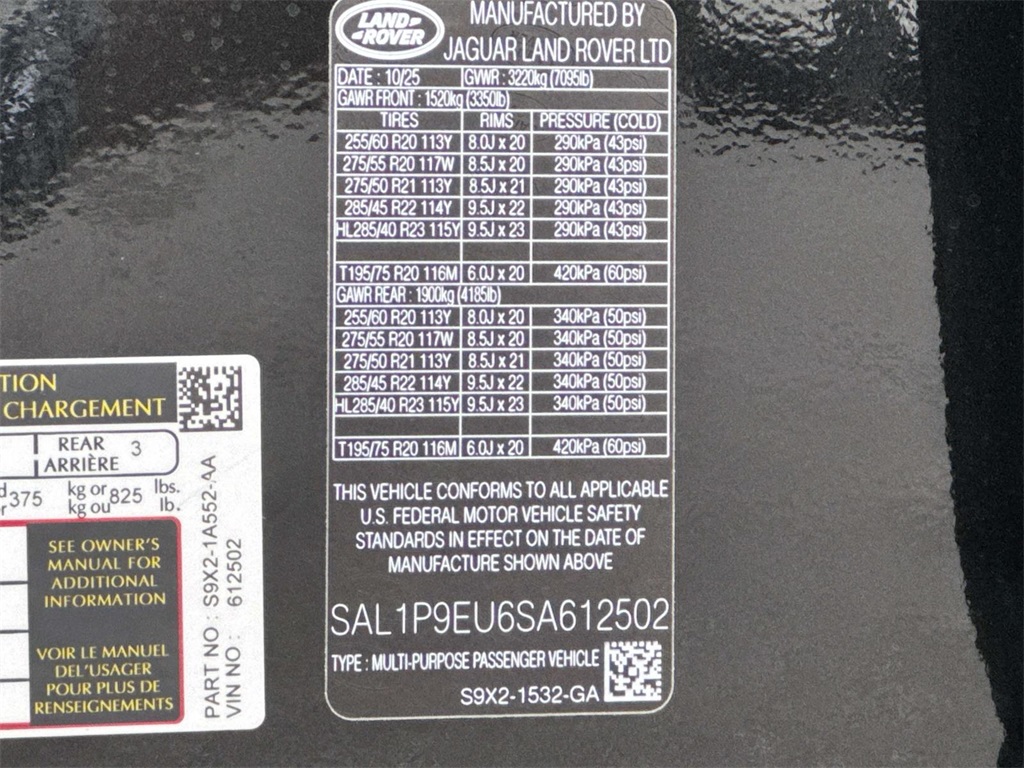 LAND
ROVER
MANUFACTURED BY
JAGUAR LAND ROVER LTD
DATE : 10/25 GVWR : 3220kg (7095lb)
GAWR FRONT : 1520kg (3350lb)
TIRES RIMS PRESSURE (COLD)
255/60 R20 113Y 8.0J x 20 290kPa (43psi)
275/55 R20 117W 8.5J x 20 290kPa (43psi)
275/50 R21 113Y 8.5J x 21 290kPa (43psi)
285/45 R22 114Y 9.5J x 22 290kPa (43psi)
HL285/40 R23 115Y 9.5J x 23 290kPa (43psi)
T195/75 R20 116M 6.0J x 20 420kPa (60psi)
GAWR REAR : 1900kg (4185lb)
255/60 R20 113Y 8.0J x 20 340kPa (50psi)
275/55 R20 117W 8.5J x 20 340kPa (50psi)
275/50 R21 113Y 8.5J x 21 340kPa (50psi)
285/45 R22 114Y 9.5J x 22 340kPa (50psi)
HL285/40 R23 115Y 9.5J x 23 340kPa (50psi)
T195/75 R20 116M 6.0J x 20 420kPa (60psi)
THIS VEHICLE CONFORMS TO ALL APPLICABLE
U.S. FEDERAL MOTOR VEHICLE SAFETY
STANDARDS IN EFFECT ON THE DATE OF
MANUFACTURE SHOWN ABOVE
SAL1P9EU6SA612502
TYPE : MULTI-PURPOSE PASSENGER VEHICLE
S9X2-1532-GA
TION
CHARGEMENT
REAR 3
ARRIÈRE
375 kg or 825 lbs.
kg ou lb.
SEE OWNER'S
MANUAL FOR
ADDITIONAL
INFORMATION
VOIR LE MANUEL
DEL'USAGER
POUR PLUS DE
RENSEIGNEMENTS
PART NO : S9X2-1A552-AA
VIN NO : 612502